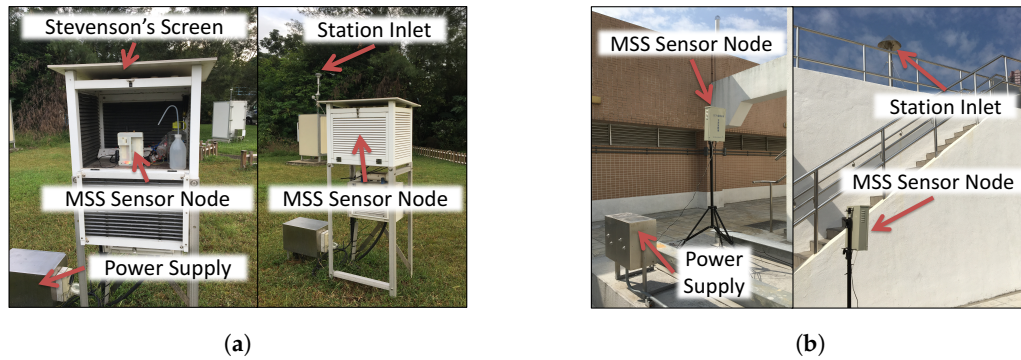 Stevenson's Screen
Station Inlet
MSS Sensor Node
MSS Sensor Node
Power Supply
(a)
MSS Sensor Node
Station Inlet
MSS Sensor Node
Power
Supply
(b)